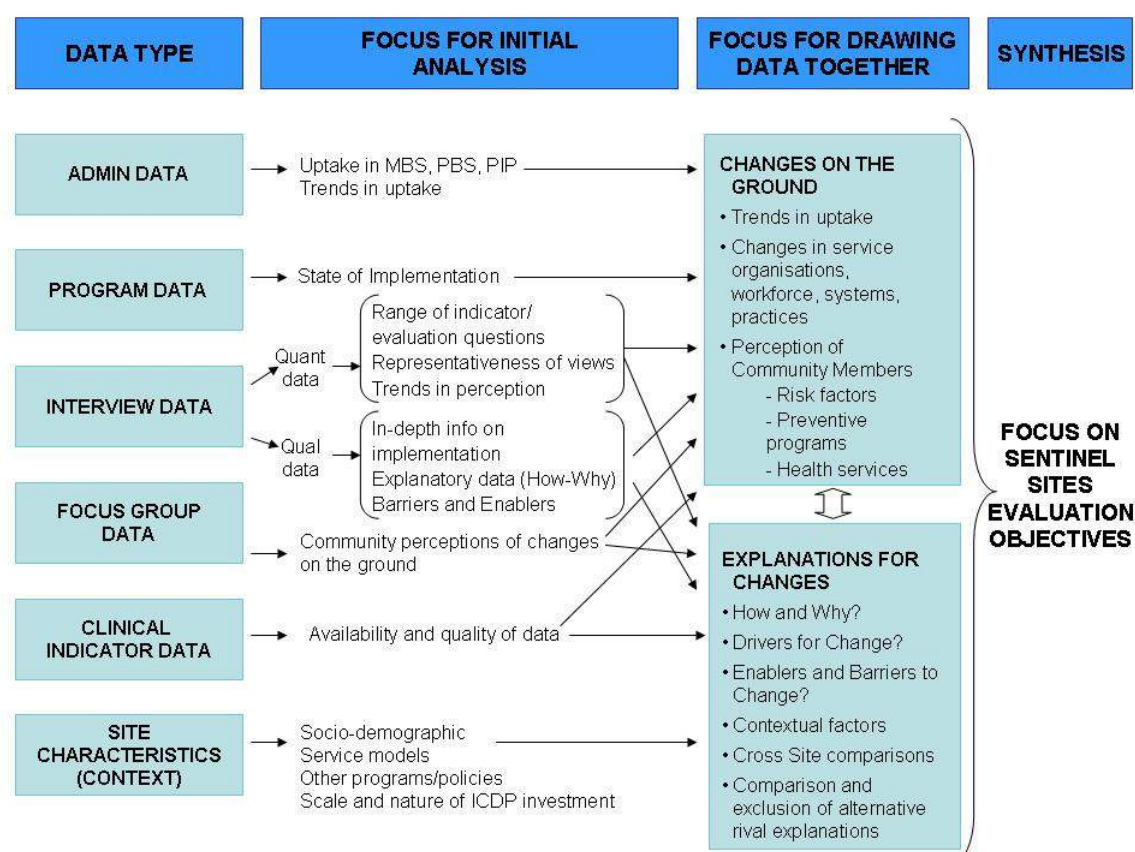 DATA TYPE
FOCUS FOR INITIAL
ANALYSIS
FOCUS FOR DRAWING
DATA TOGETHER
SYNTHESIS
ADMIN DATA
Uptake in MBS, PBS, PIP
Trends in uptake
PROGRAM DATA
State of Implementation
INTERVIEW DATA
Quant
data
Range of indicator/
evaluation questions
Representativeness of views
Trends in perception
Qual
data
In-depth info on
implementation
Explanatory data (How-Why)
Barriers and Enablers
FOCUS GROUP
DATA
Community perceptions of changes
on the ground
CLINICAL
INDICATOR DATA
Availability and quality of data
SITE
CHARACTERISTICS
(CONTEXT)
Socio-demographic
Service models
Other programs/policies
Scale and nature of ICDP investment
CHANGES ON THE
GROUND
• Trends in uptake
• Changes in service
organisations,
workforce, systems,
practices
• Perception of
Community Members
- Risk factors
- Preventive
programs
- Health services
EXPLANATIONS FOR
CHANGES
• How and Why?
• Drivers for Change?
• Enablers and Barriers to
Change?
• Contextual factors
• Cross Site comparisons
• Comparison and
exclusion of alternative
rival explanations
FOCUS ON
SENTINEL
SITES
EVALUATION
OBJECTIVES